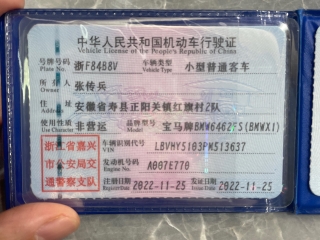 中华人民共和国机动车行驶证
Vehicle License of the People's Republic of China
号牌号码 Plate No. 浙F8488V 车辆类型 Vehicle Type 小型普通客车
所有人 Owner 张传兵
住址 Address 安徽省寿县正阳关镇红旗村2队
使用性质 Use Character 非营运 品牌型号 Model 宝马牌BMW6462ES(BMWX1)
浙江省嘉兴 车辆识别代号 VIN LBVHY5103PM513637
市公安局交 发动机号码 Engine No. A007E770
通警察支队 注册日期 Register Date 2022-11-25 发证日期 Issue Date 2022-11-25